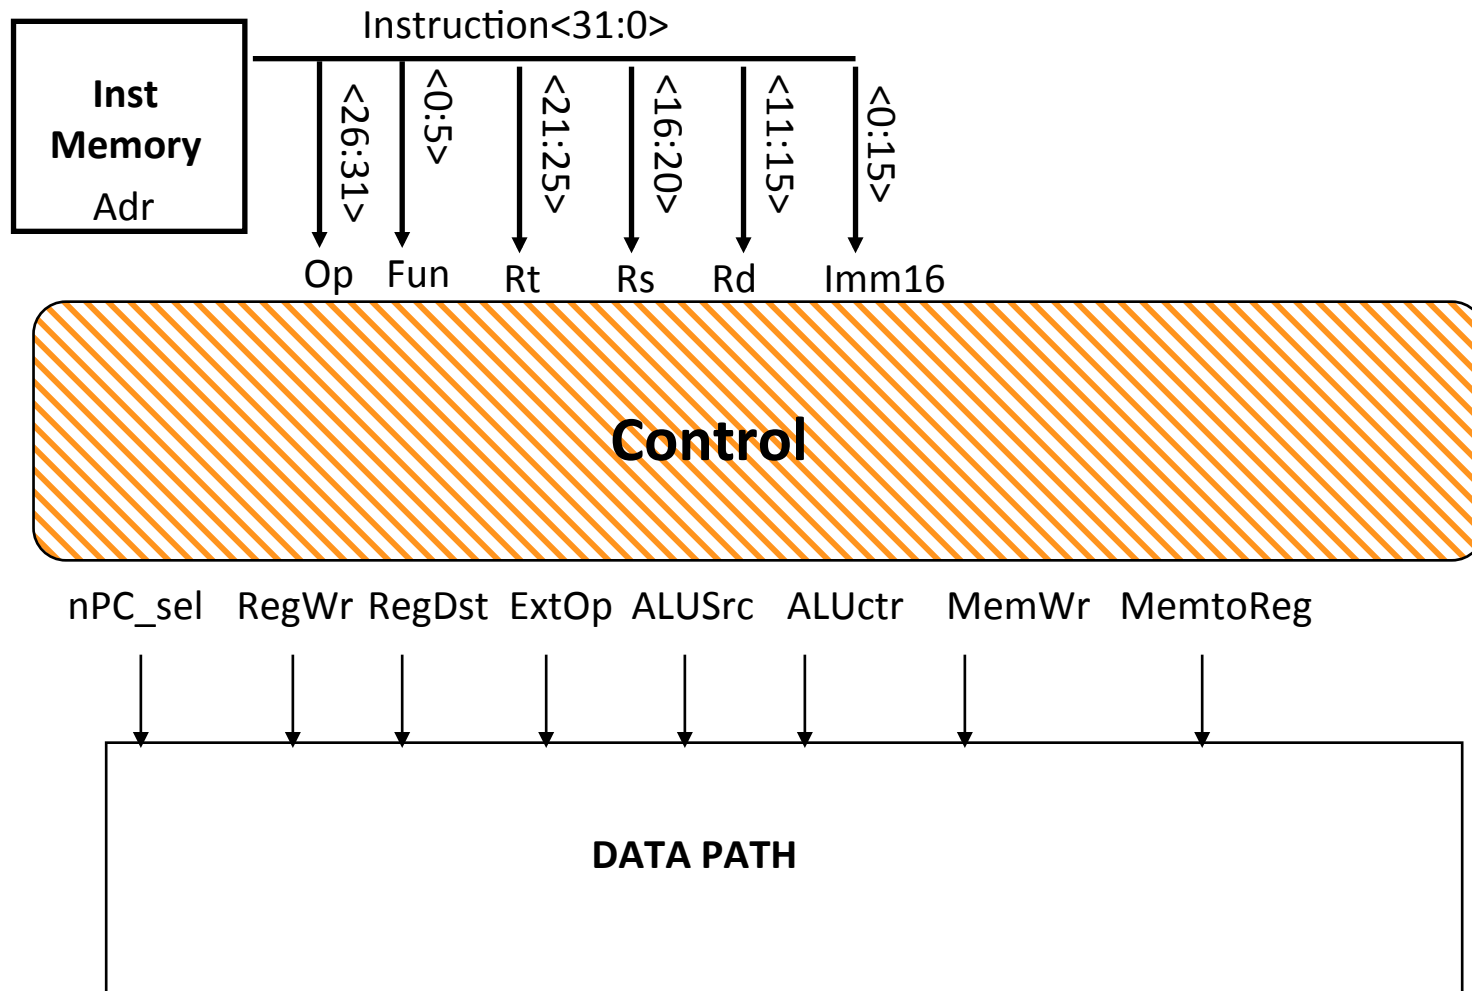 Instruction<31:0>
Inst
Memory
Adr
<26:31>
<0:5>
<21:25>
<16:20>
<11:15>
<0:15>
Op Fun Rt Rs Rd Imm16
Control
nPC_sel RegWr RegDst ExtOp ALUSrc ALUctr MemWr MemtoReg
DATA PATH